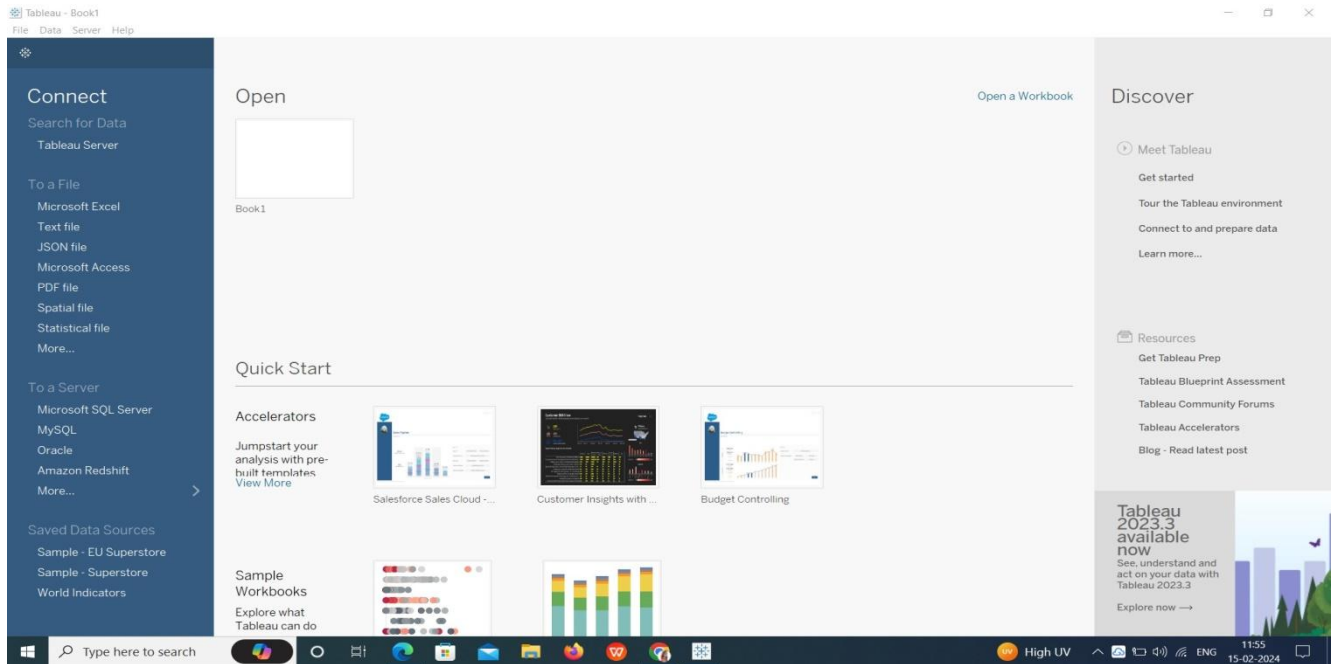 Tableau - Book1
File Data Server Help
Connect
Search for Data
Tableau Server
To a File
Microsoft Excel
Text file
JSON file
Microsoft Access
PDF file
Spatial file
Statistical file
More...
To a Server
Microsoft SQL Server
MySQL
Oracle
Amazon Redshift
More...
Saved Data Sources
Sample - EU Superstore
Sample - Superstore
World Indicators
Open
Open a Workbook
Book1
Quick Start
Accelerators
Jumpstart your
analysis with pre-
built templates
View More
Salesforce Sales Cloud -...
Customer Insights with ...
Budget Controlling
Sample
Workbooks
Explore what
Tableau can do
Discover
Meet Tableau
Get started
Tour the Tableau environment
Connect to and prepare data
Learn more...
Resources
Get Tableau Prep
Tableau Blueprint Assessment
Tableau Community Forums
Tableau Accelerators
Blog - Read latest post
Tableau
2023.3
available
now
See, understand and
act on your data with
Tableau 2023.3
Explore now →
Type here to search
UV
High UV
ENG
11:55
15-02-2024